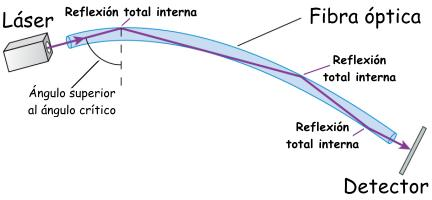 Láser
Reflexión total interna
Fibra óptica
Reflexión
total interna
Ángulo superior
al ángulo crítico
Reflexión
total interna
Detector